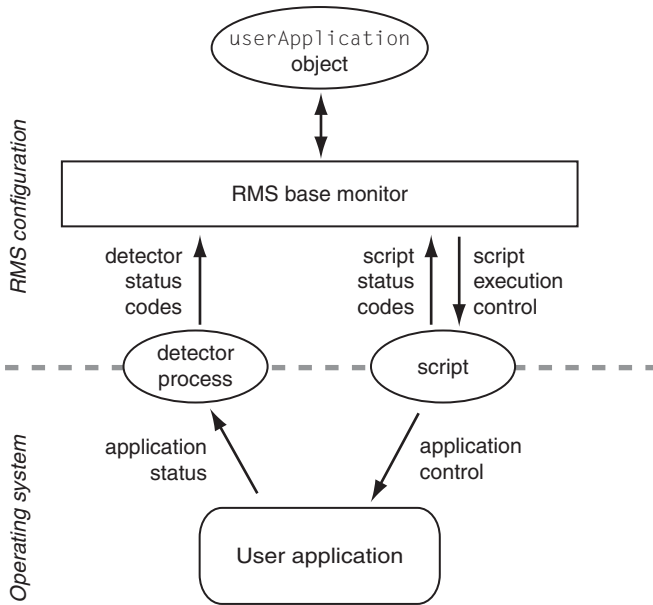 userApplication
object
RMS configuration
RMS base monitor
detector
status
codes
script
status
codes
script
execution
control
detector
process
script
Operating system
application
status
application
control
User application